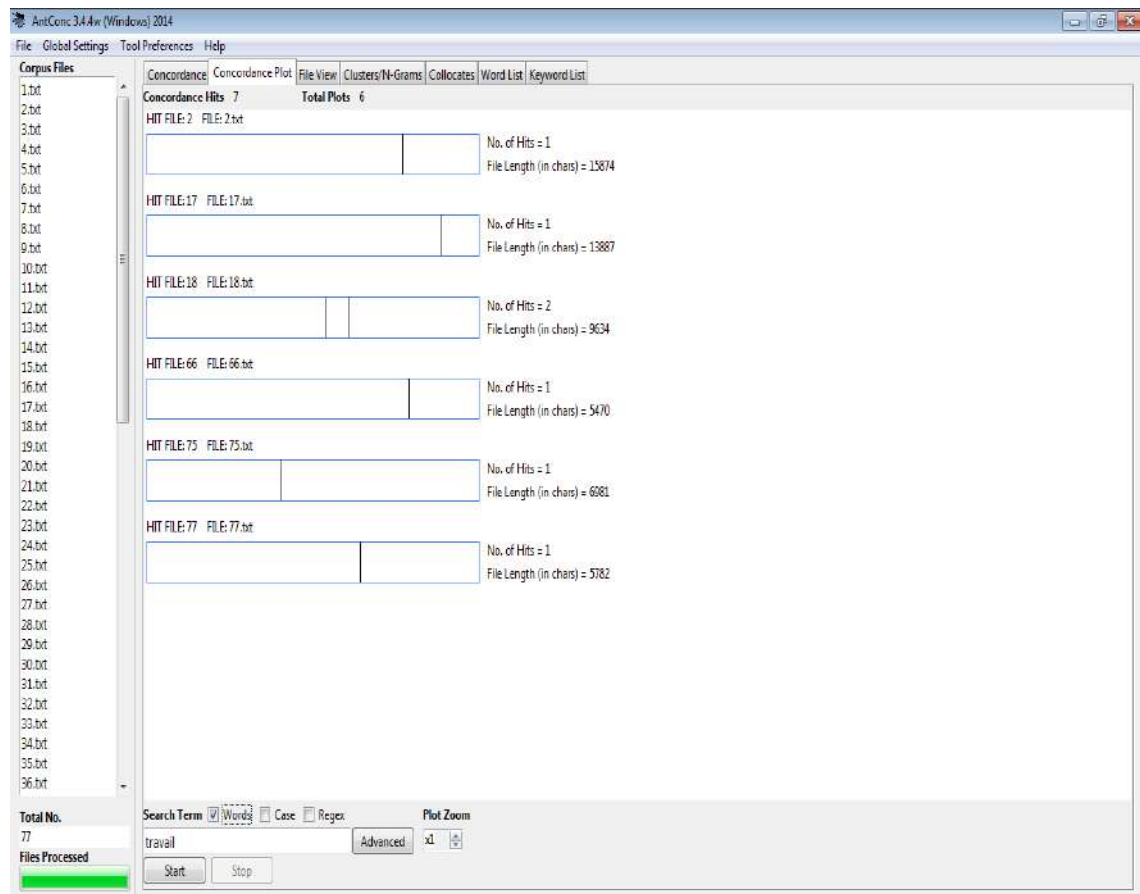 AntConc 3.4.4w (Windows) 2014
File Global Settings Tool Preferences Help
Corpus Files
1.txt
2.txt
3.txt
4.txt
5.txt
6.txt
7.txt
8.txt
9.txt
10.txt
11.txt
12.txt
13.txt
14.txt
15.txt
16.txt
17.txt
18.txt
19.txt
20.txt
21.txt
22.txt
23.txt
24.txt
25.txt
26.txt
27.txt
28.txt
29.txt
30.txt
31.txt
32.txt
33.txt
34.txt
35.txt
36.txt
Total No.
77
Files Processed
Concordance Concordance Plot File View Clusters/N-Grams Collocates Word List Keyword List
Concordance Hits 7 Total Plots 6
HIT FILE: 2 FILE: 2.txt
No. of Hits = 1
File Length (in chars) = 15874
HIT FILE: 17 FILE: 17.txt
No. of Hits = 1
File Length (in chars) = 13887
HIT FILE: 18 FILE: 18.txt
No. of Hits = 2
File Length (in chars) = 9634
HIT FILE: 66 FILE: 66.txt
No. of Hits = 1
File Length (in chars) = 5470
HIT FILE: 75 FILE: 75.txt
No. of Hits = 1
File Length (in chars) = 6981
HIT FILE: 77 FILE: 77.txt
No. of Hits = 1
File Length (in chars) = 5782
Search Term Words Case Regex Plot Zoom
travail Advanced x1
Start Stop